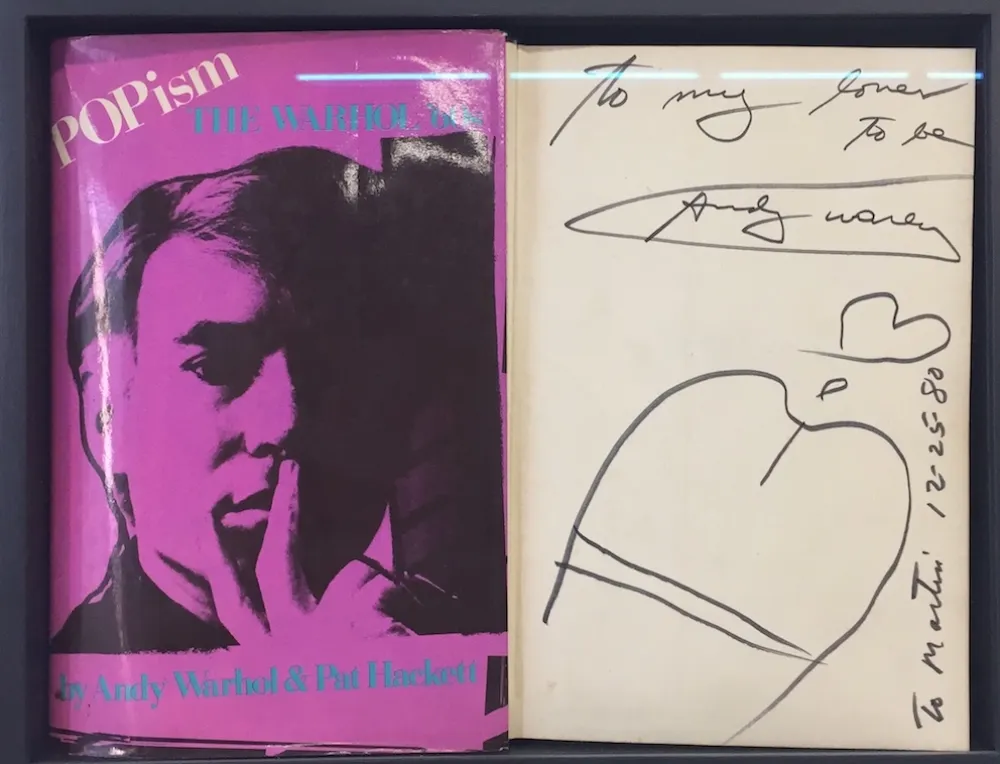 POPism
THE WARHOL '60s
by Andy Warhol & Pat Hackett
To my lover
to be
Andy
To Martin 12-25-80